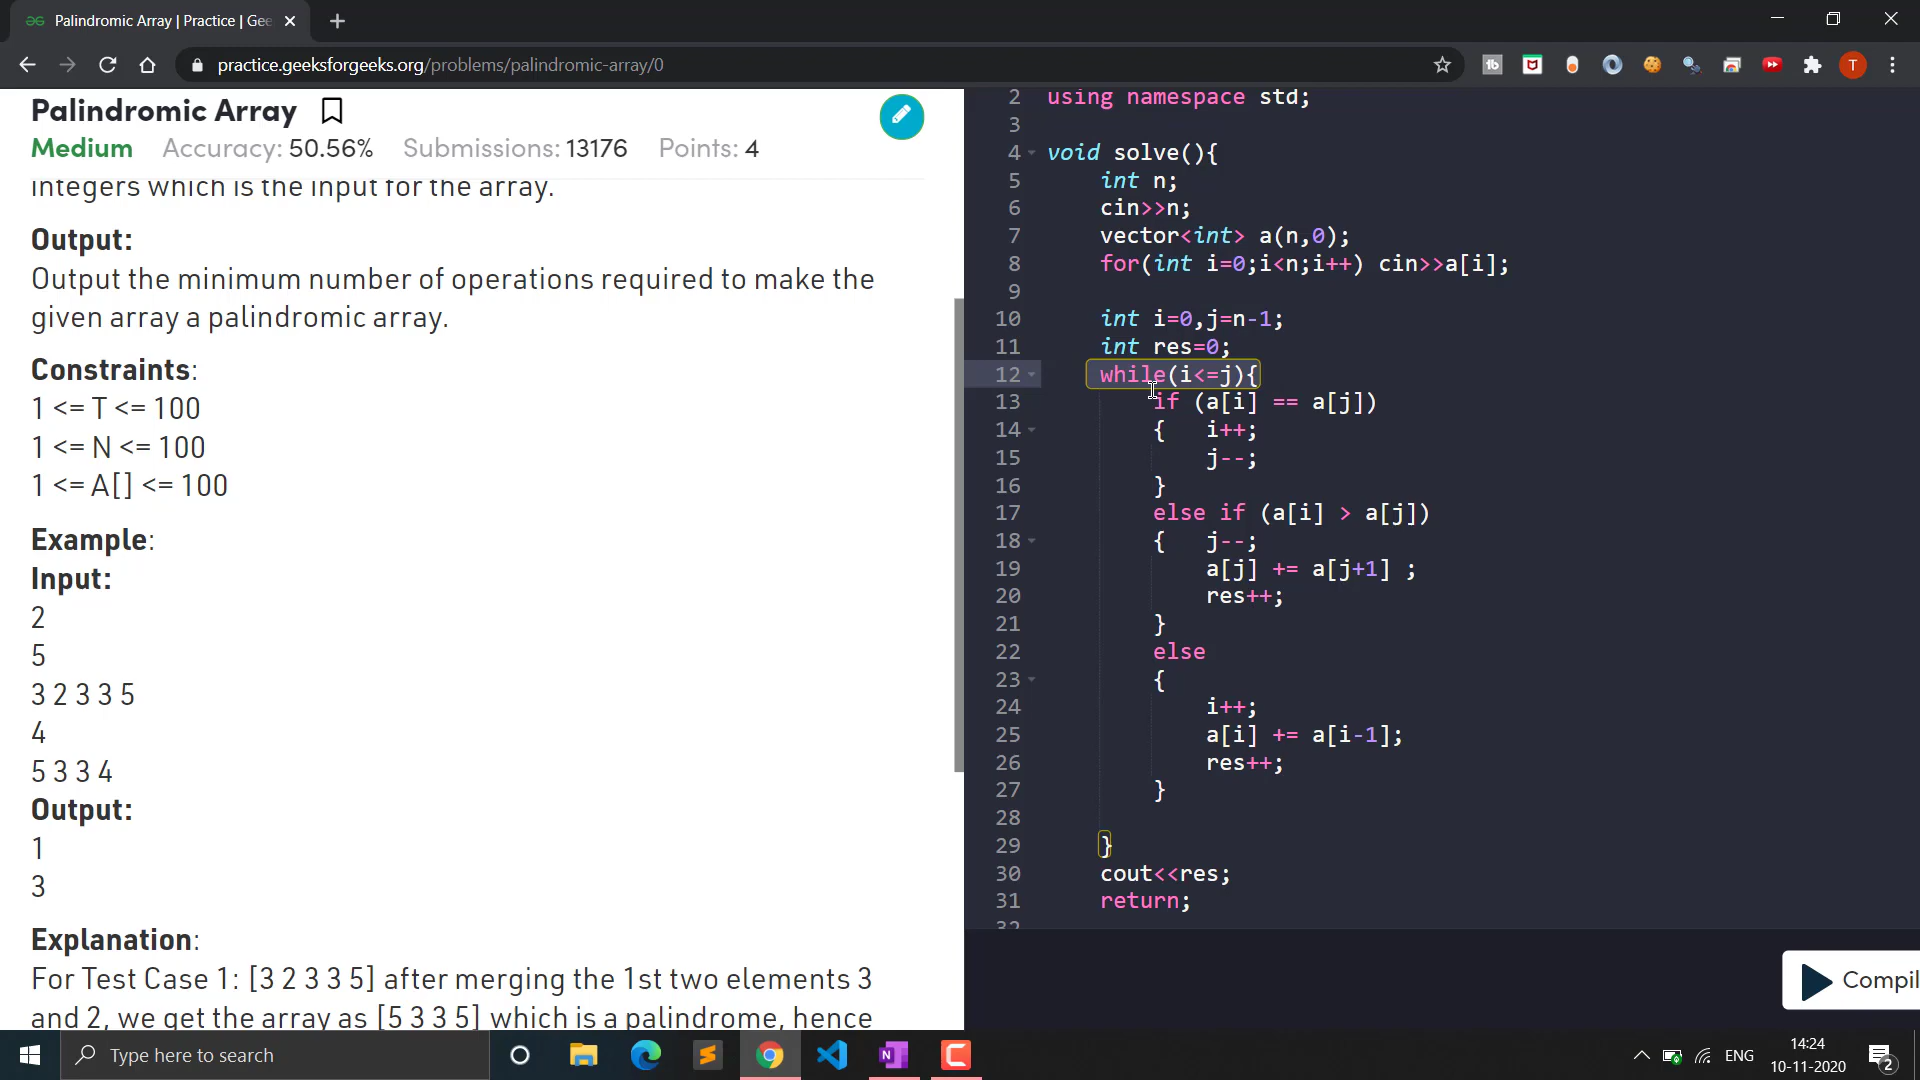 Palindromic Array | Practice | Gee
practice.geeksforgeeks.org/problems/palindromic-array/0
T
Palindromic Array
Medium Accuracy: 50.56% Submissions: 13176 Points: 4
integers which is the input for the array.
Output:
Output the minimum number of operations required to make the
given array a palindromic array.
Constraints:
1 <= T <= 100
1 <= N <= 100
1 <= A[] <= 100
Example:
Input:
2
5
3 2 3 3 5
4
5 3 3 4
Output:
1
3
Explanation:
For Test Case 1: [3 2 3 3 5] after merging the 1st two elements 3
and 2, we get the array as [5 3 3 5] which is a palindrome, hence
2 using namespace std;
3
4 void solve(){
5 int n;
6 cin>>n;
7 vector<int> a(n,0);
8 for(int i=0;i<n;i++) cin>>a[i];
9
10 int i=0,j=n-1;
11 int res=0;
12 while(i<=j){
13 if (a[i] == a[j])
14 { i++;
15 j--;
16 }
17 else if (a[i] > a[j])
18 { j--;
19 a[j] += a[j+1] ;
20 res++;
21 }
22 else
23 {
24 i++;
25 a[i] += a[i-1];
26 res++;
27 }
28
29 }
30 cout<<res;
31 return;
32
Compil
Type here to search
ENG
14:24
10-11-2020
2